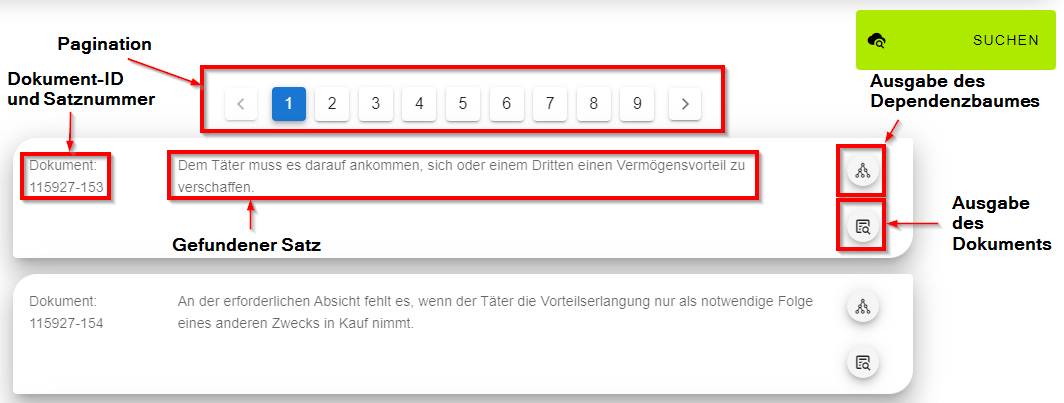 SUCHEN
Pagination
Dokument-ID
und Satznummer
Ausgabe des
Dependenzbaumes
1 2 3 4 5 6 7 8 9
Dokument:
115927-153
Dem Täter muss es darauf ankommen, sich oder einem Dritten einen Vermögensvorteil zu
verschaffen.
Gefundener Satz
Ausgabe
des
Dokuments
Dokument:
115927-154
An der erforderlichen Absicht fehlt es, wenn der Täter die Vorteilserlangung nur als notwendige Folge
eines anderen Zwecks in Kauf nimmt.